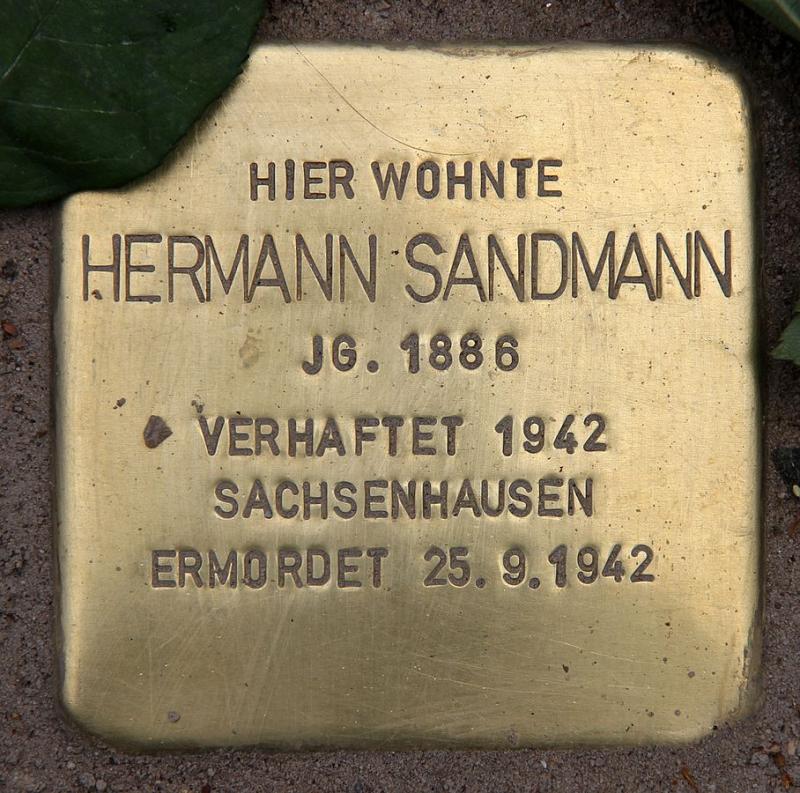 HIER WOHNTE
HERMANN SANDMANN
JG. 1886
VERHAFTET 1942
SACHSENHAUSEN
ERMORDET 25.9.1942